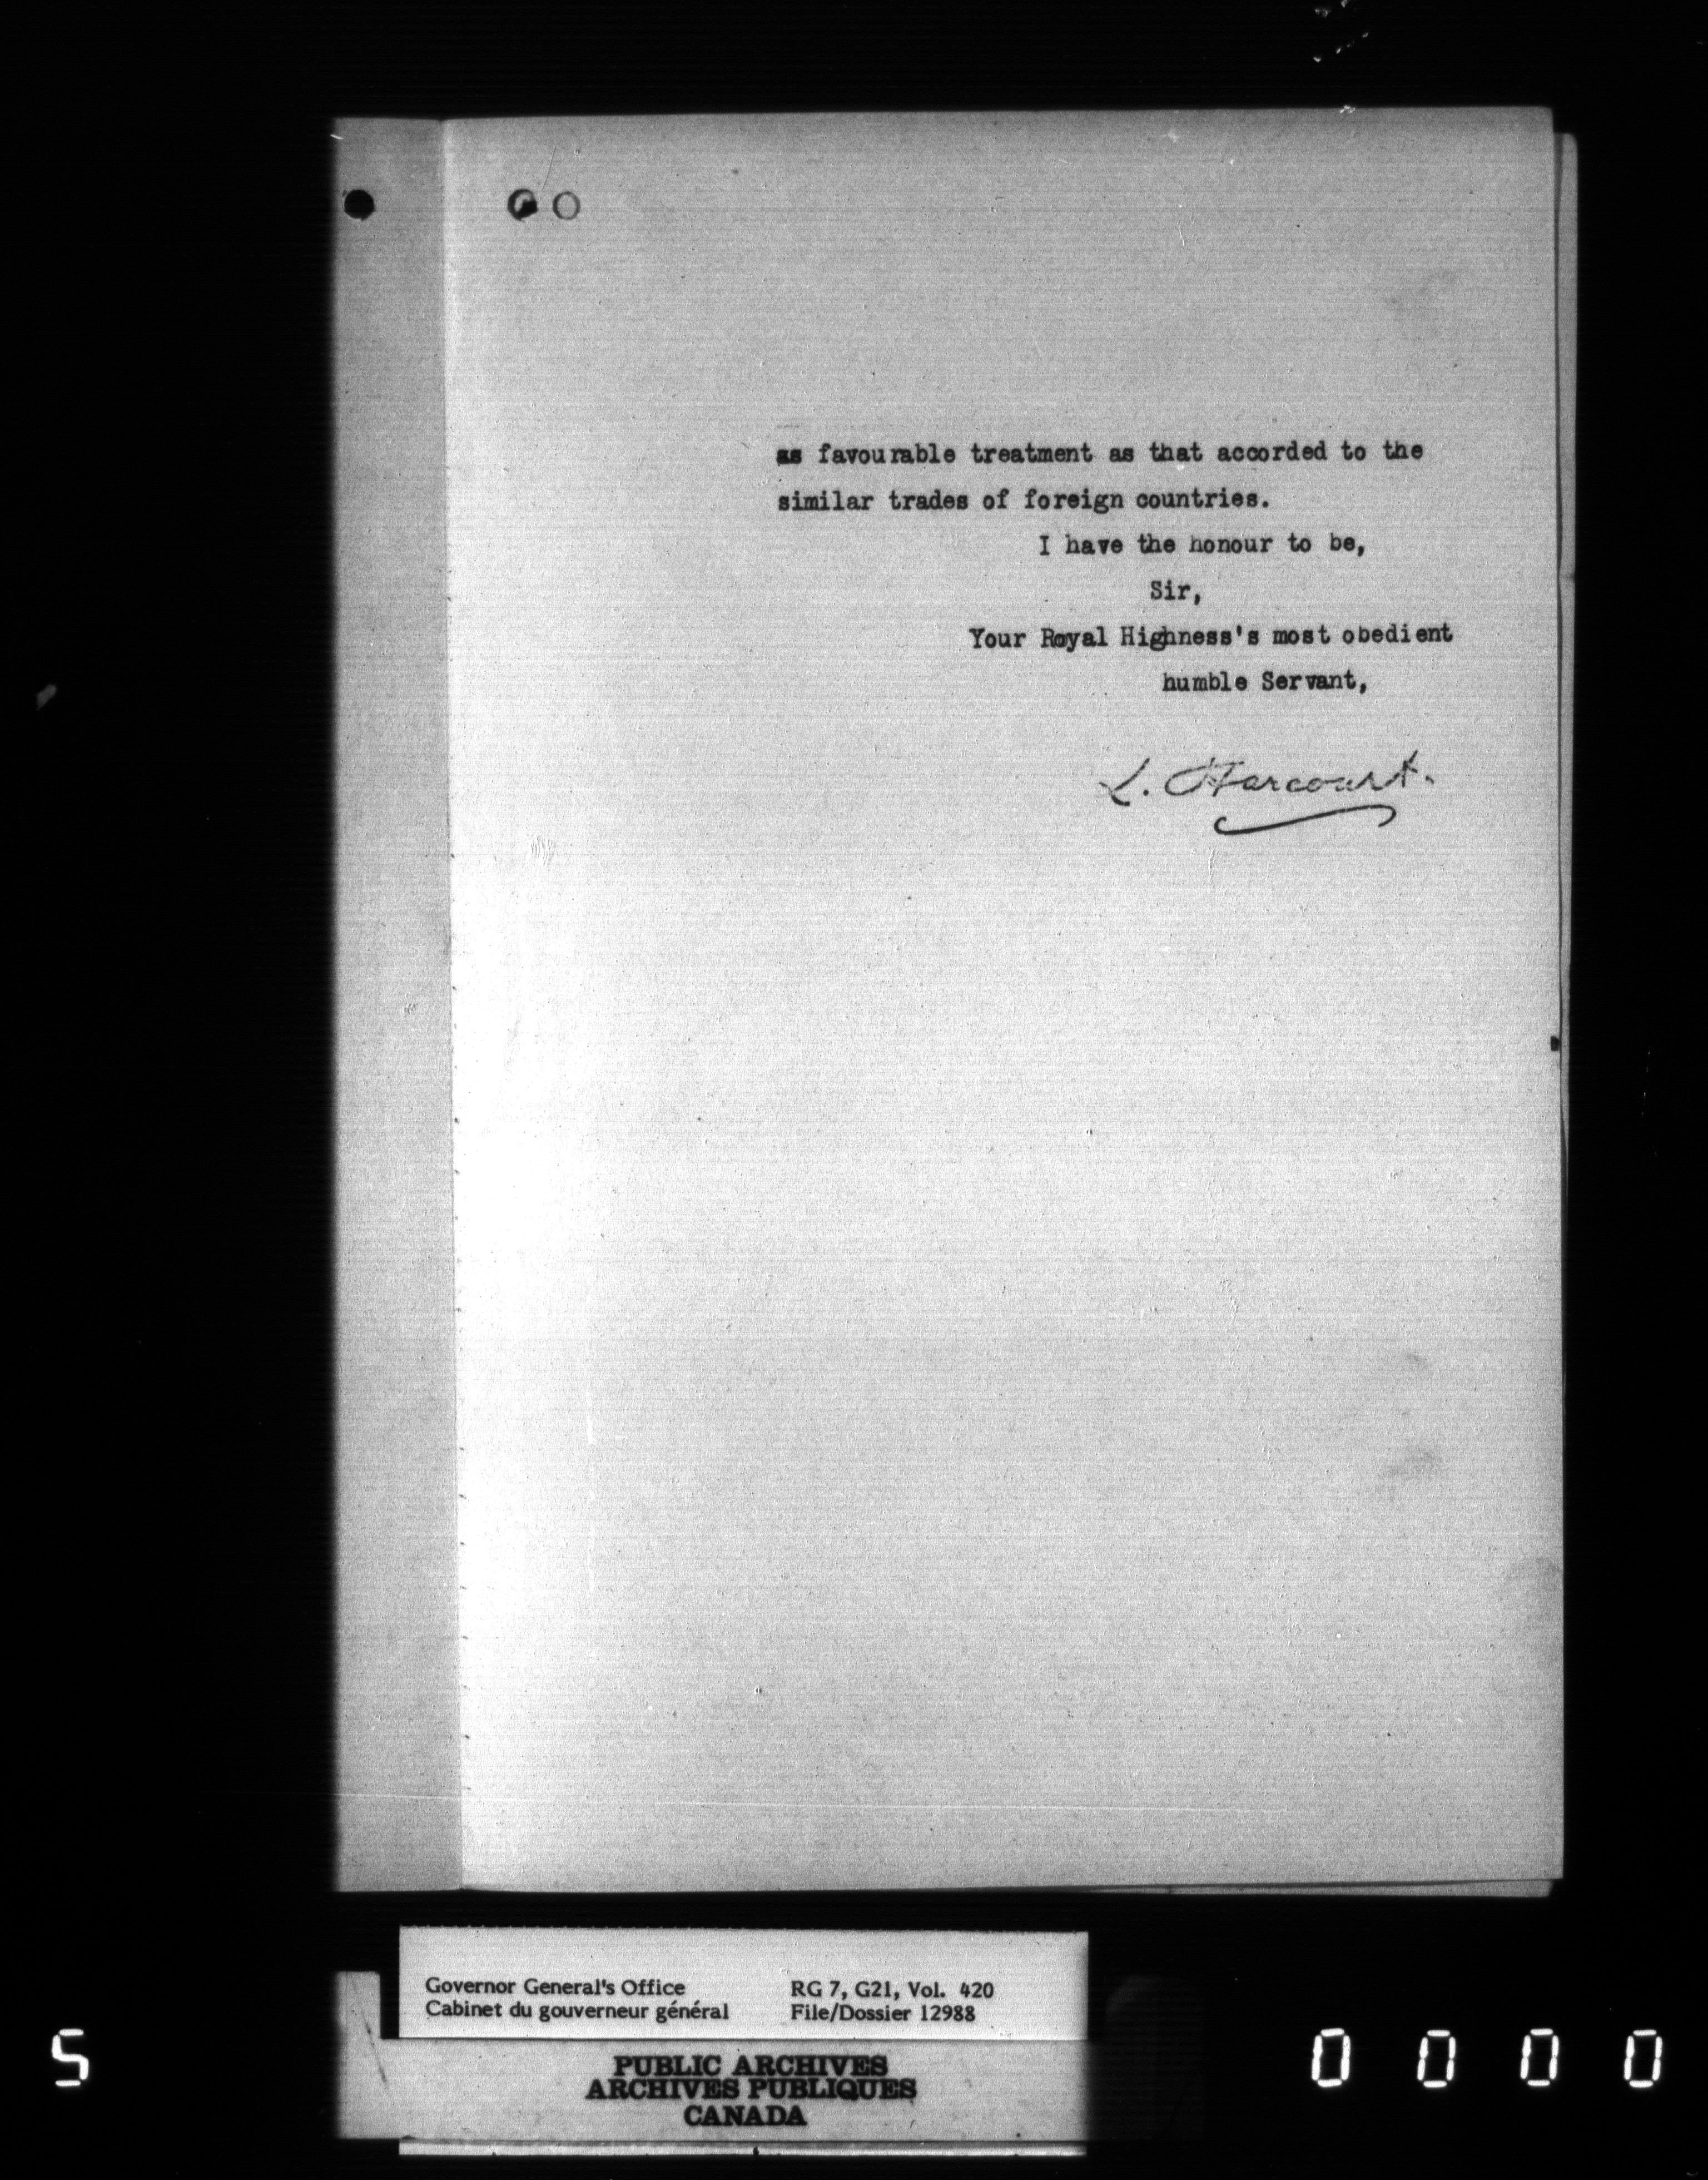 as favourable treatment as that accorded to the
similar trades of foreign countries.
I have the honour to be,
Sir,
Your Royal Highness's most obedient
humble Servant,
L. Harcourt.
Governor General's Office RG 7, G21, Vol. 420
Cabinet du gouverneur général File/Dossier 12988
PUBLIC ARCHIVES
ARCHIVES PUBLIQUES
CANADA
5 0 0 0 0